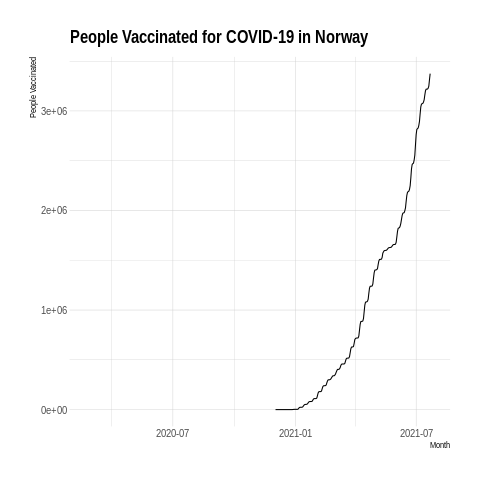 People Vaccinated for COVID-19 in Norway
People Vaccinated
3e+06
2e+06
1e+06
0e+00
2020-07
2021-01
2021-07
Month